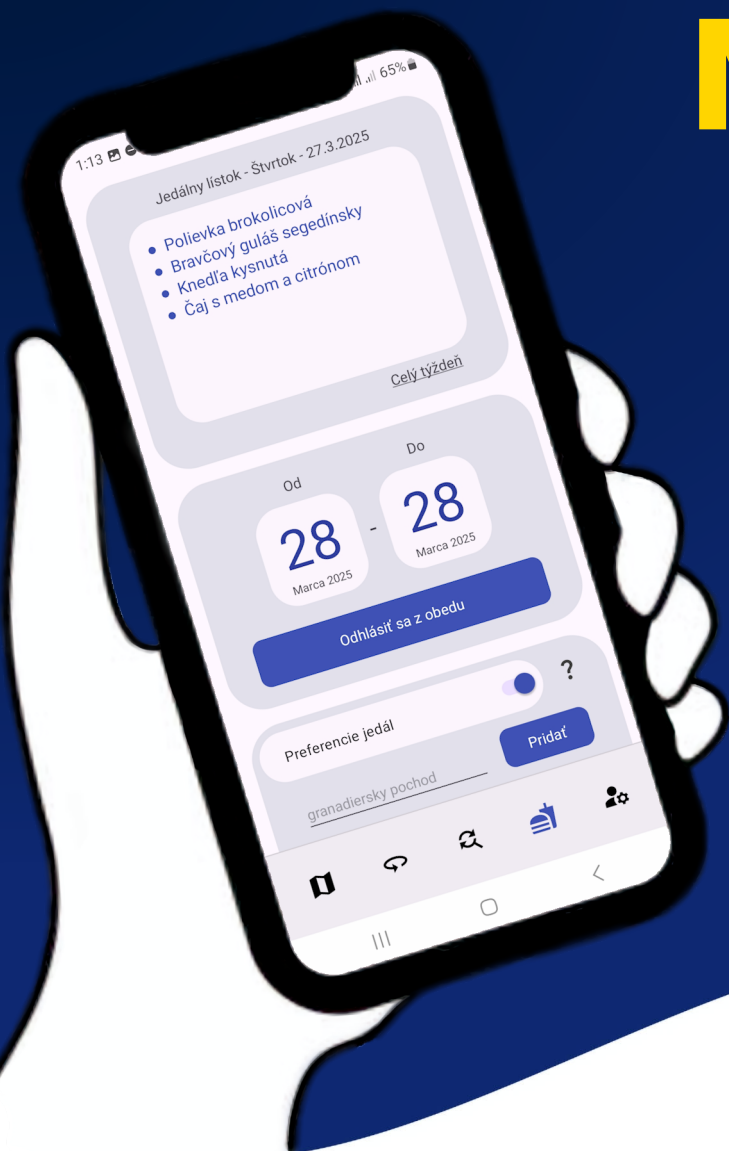 1:13
65%
Jedálny lístok - Štvrtok - 27.3.2025
Polievka brokolicová
Bravčový guláš segedínsky
Knedľa kysnutá
Čaj s medom a citrónom
Celý týždeň
Od
Do
28 - 28
Marca 2025
Marca 2025
Odhlásiť sa z obedu
Preferencie jedál
?
granadiersky pochod
Pridať